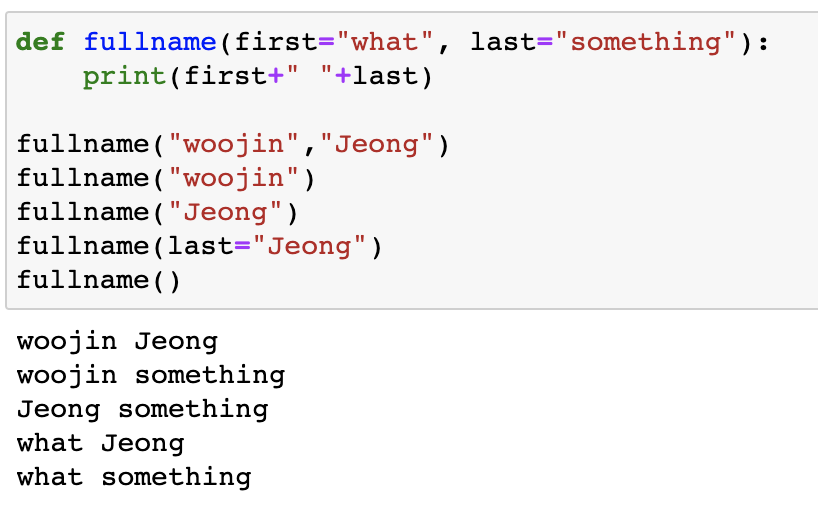 def fullname(first="what", last="something"):
    print(first+" "+last)

fullname("woojin","Jeong")
fullname("woojin")
fullname("Jeong")
fullname(last="Jeong")
fullname()
woojin Jeong
woojin something
Jeong something
what Jeong
what something